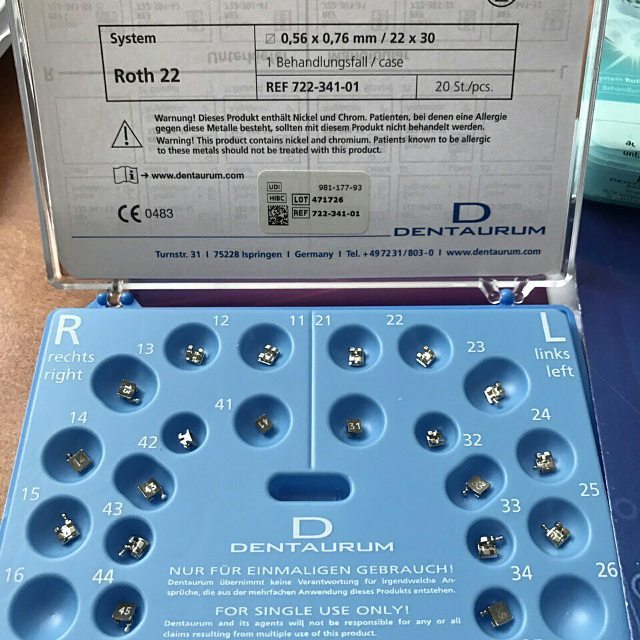 System
0,56 x 0,76 mm / 22 x 30
Roth 22
1 Behandlungsfall / case
REF 722-341-01
20 St./pcs.
Warnung! Dieses Produkt enthält Nickel und Chrom. Patienten, bei denen eine Allergie
gegen diese Metalle besteht, sollten mit diesem Produkt nicht behandelt werden.
Warning! This product contains nickel and chromium. Patients known to be allergic
to these metals should not be treated with this product.
i → www.dentaurum.com
CE 0483
UDI
HIBC
981-177-93
LOT 471726
REF 722-341-01
D
DENTAURUM
Turnstr. 31 | 75228 Ispringen | Germany | Tel. +497231/803-0 | www.dentaurum.com
System Roth
Behandlung
R
rechts
right
L
links
left
13
12
11
21
22
23
14
42
41
31
32
24
15
43
33
25
16
44
45
34
26
D
DENTAURUM
NUR FÜR EINMALIGEN GEBRAUCH!
Dentaurum übernimmt keine Verantwortung für irgendwelche An-
sprüche, die aus der mehrfachen Anwendung dieses Produkts entstehen.
FOR SINGLE USE ONLY!
Dentaurum and its agents will not be responsible for any or all
claims resulting from multiple use of this product.